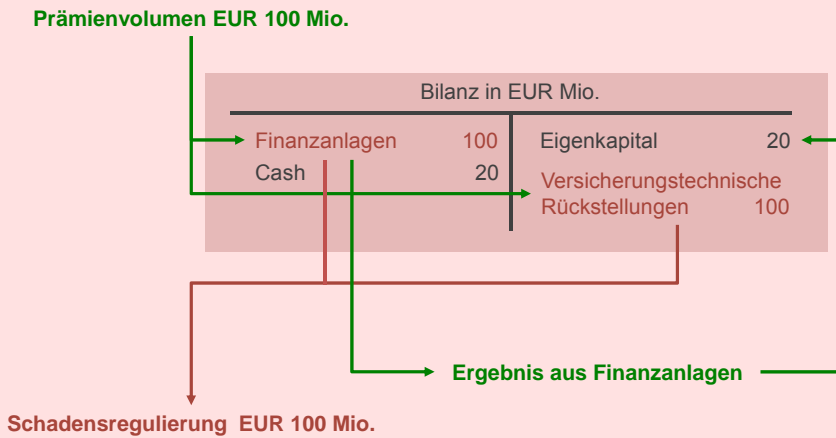 Prämienvolumen EUR 100 Mio.
Bilanz in EUR Mio.
Finanzanlagen 100
Cash 20
Eigenkapital 20
Versicherungstechnische
Rückstellungen 100
Ergebnis aus Finanzanlagen
Schadensregulierung EUR 100 Mio.